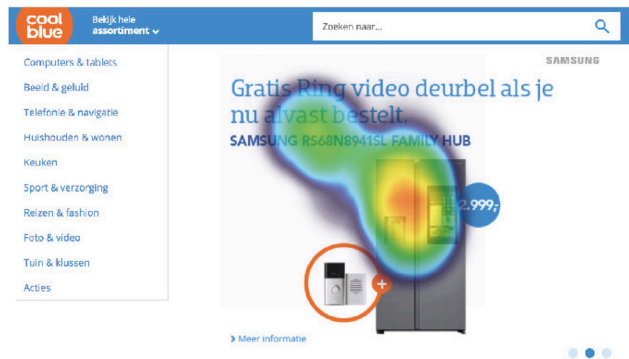 cool
blue
Bekijk hele
assortiment
Zoeken naar...
Computers & tablets
Beeld & geluid
Telefonie & navigatie
Huishouden & wonen
Keuken
Sport & verzorging
Reizen & fashion
Foto & video
Tuin & klussen
Acties
SAMSUNG
Gratis Ring video deurbel als je
nu alvast bestelt.
SAMSUNG RS68N8941SL FAMILY HUB
2.999,-
+
Meer informatie